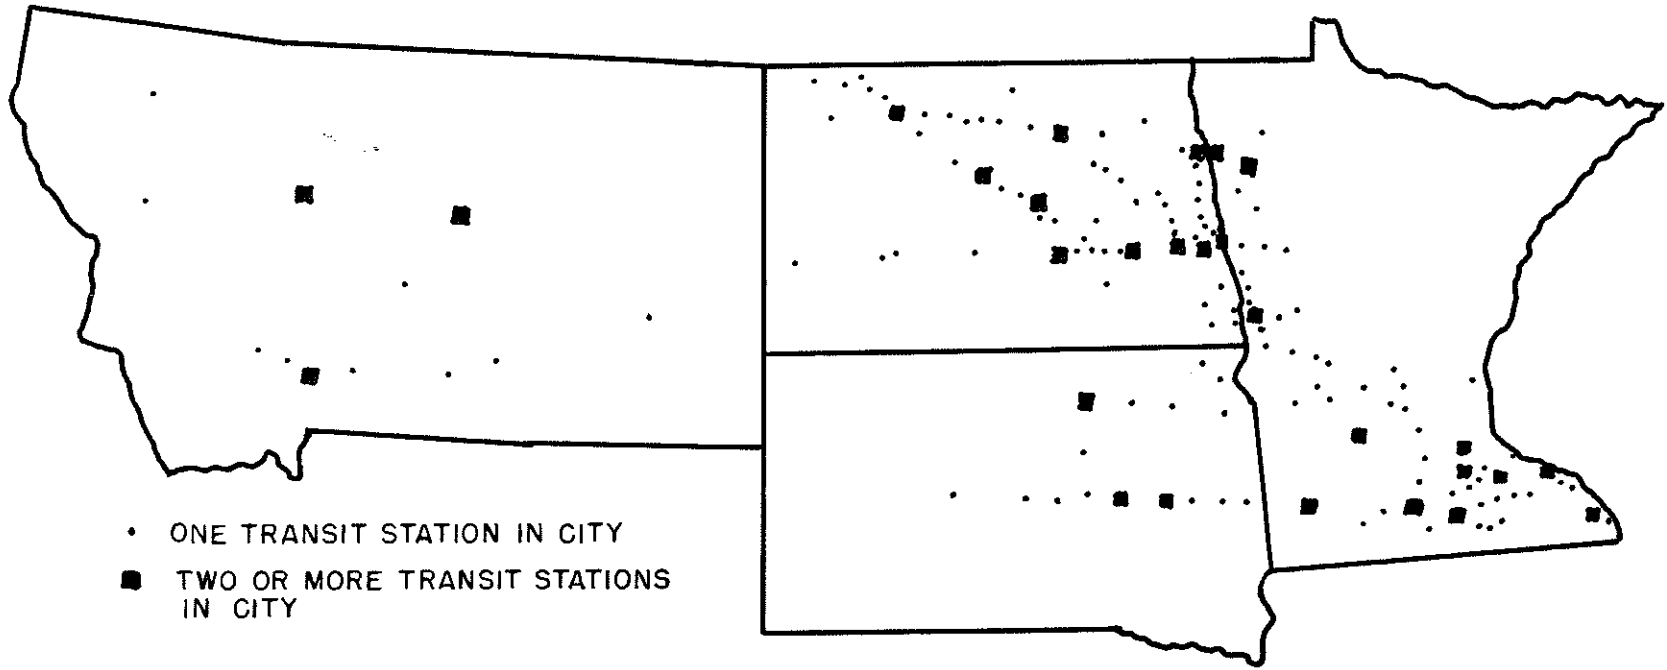 ONE TRANSIT STATION IN CITY
TWO OR MORE TRANSIT STATIONS
IN CITY